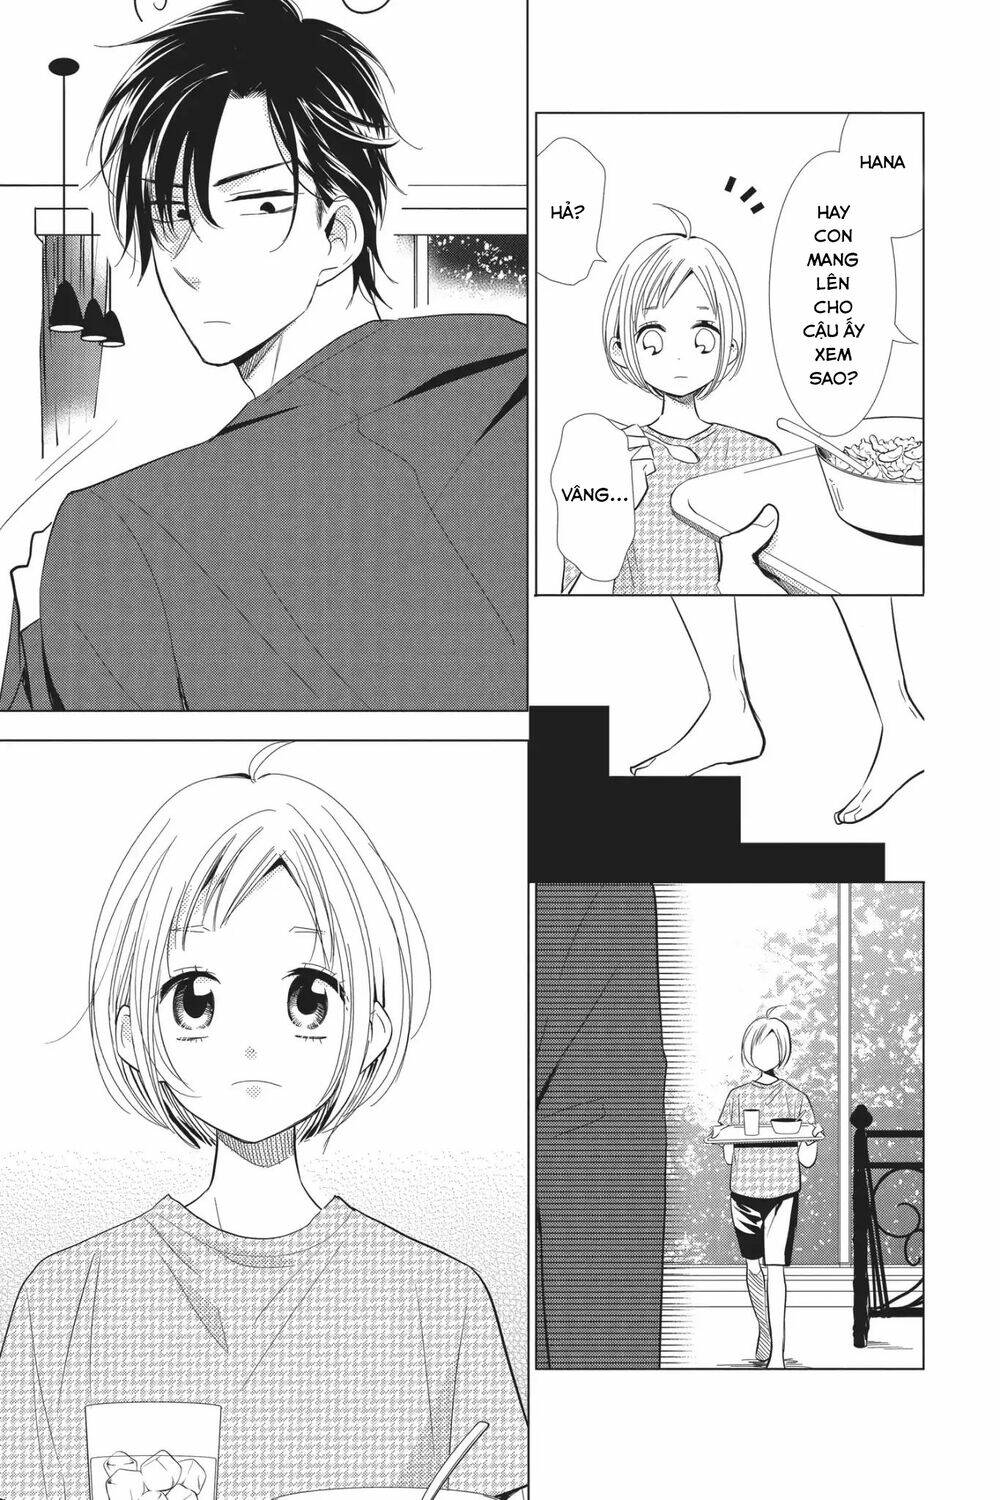 HANA
HAY
CON
MANG
LÊN
CHO
CẬU ẤY
XEM
SAO?
HẢ?
VÂNG...